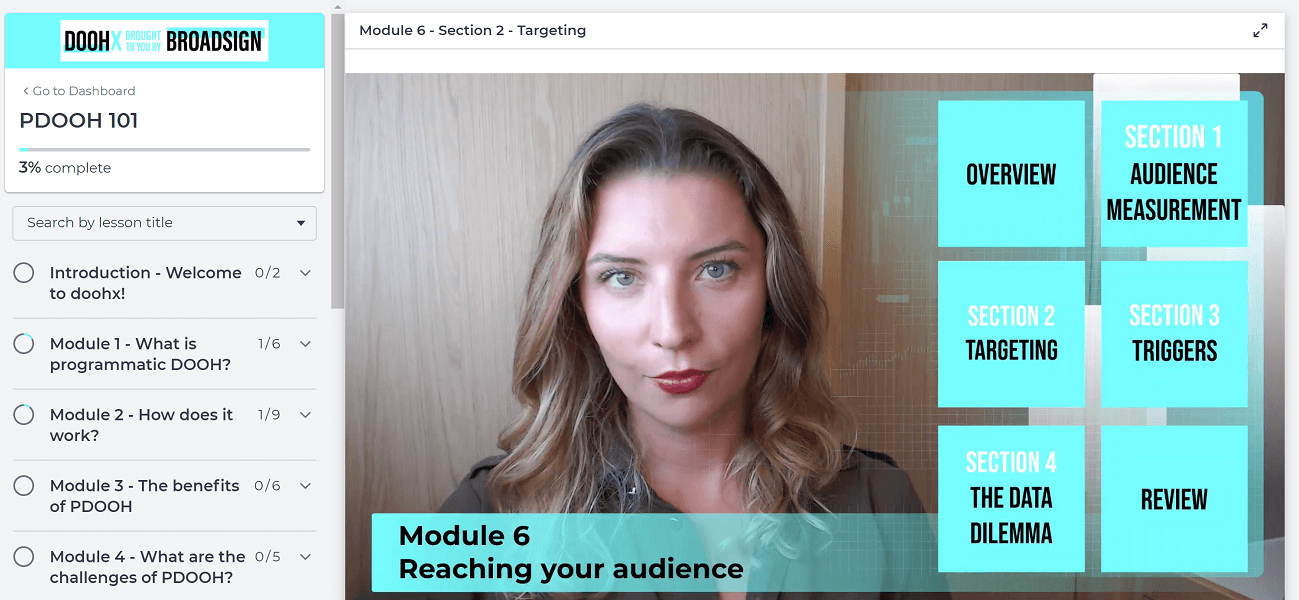 DOOHX BROUGHT TO YOU BY BROADSIGN
Go to Dashboard
PDOOH 101
3% complete
Search by lesson title
Introduction - Welcome 0/2
to doohx!
Module 1 - What is 1/6
programmatic DOOH?
Module 2 - How does it 1/9
work?
Module 3 - The benefits 0/6
of PDOOH
Module 4 - What are the 0/5
challenges of PDOOH?
Module 6 - Section 2 - Targeting
OVERVIEW
SECTION 1
AUDIENCE
MEASUREMENT
SECTION 2
TARGETING
SECTION 3
TRIGGERS
SECTION 4
THE DATA
DILEMMA
REVIEW
Module 6
Reaching your audience